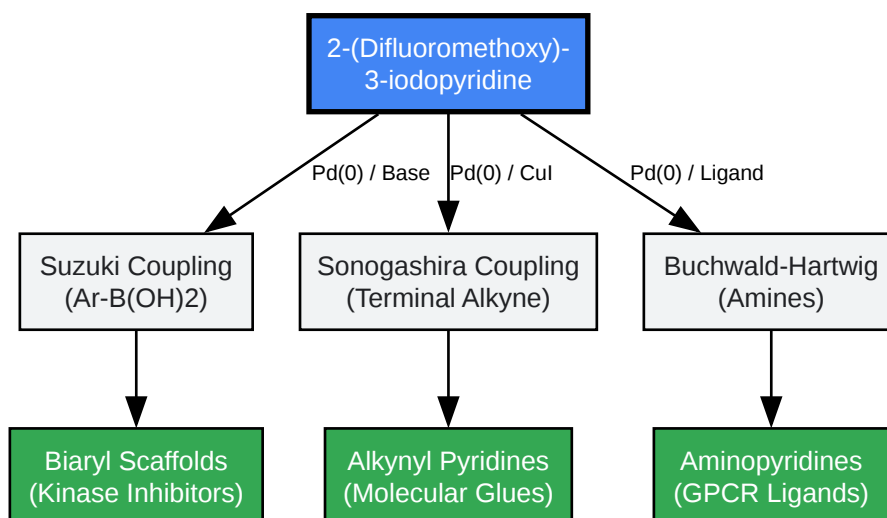 2-(Difluoromethoxy)-
3-iodopyridine
Pd(0) / Base
Pd(0) / CuI
Pd(0) / Ligand
Suzuki Coupling
(Ar-B(OH)2)
Sonogashira Coupling
(Terminal Alkyne)
Buchwald-Hartwig
(Amines)
Biaryl Scaffolds
(Kinase Inhibitors)
Alkynyl Pyridines
(Molecular Glues)
Aminopyridines
(GPCR Ligands)